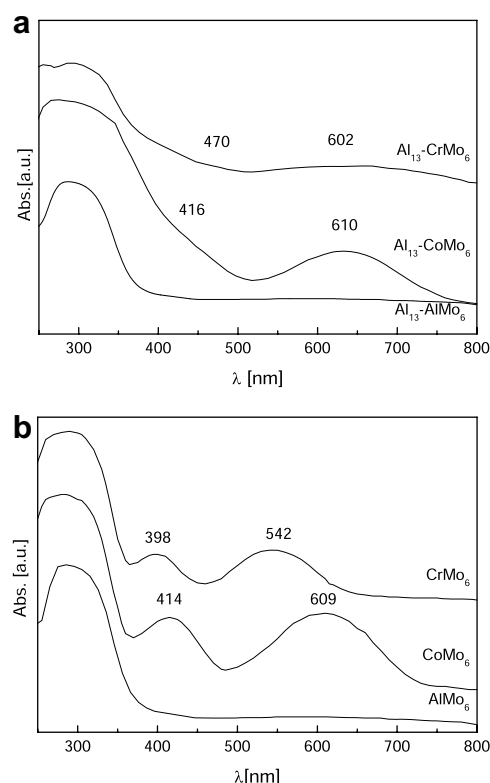 a
Abs.[a.u.]
470
602
Al₁₃-CrMo₆
416
610
Al₁₃-CoMo₆
Al₁₃-AlMo₆
300 400 500 600 700 800
λ [nm]
b
Abs. [a.u.]
398
542
CrMo₆
414
609
CoMo₆
AlMo₆
300 400 500 600 700 800
λ[nm]